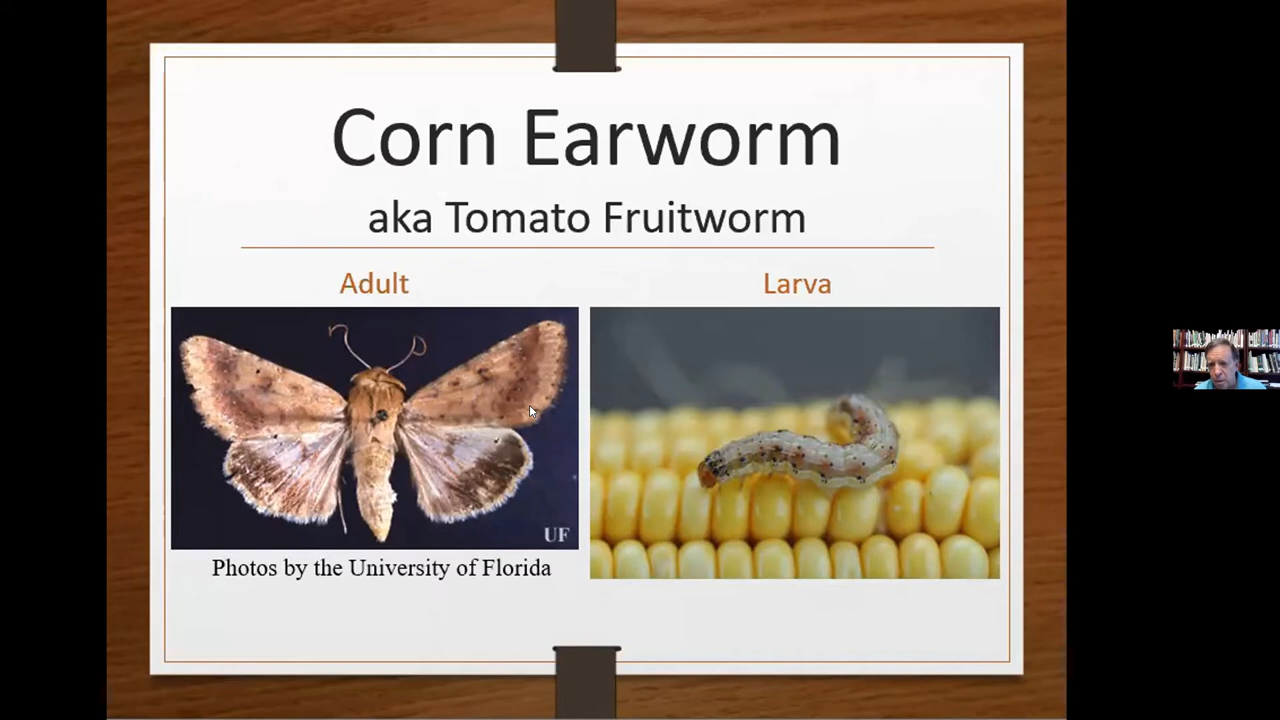 Corn Earworm
aka Tomato Fruitworm
Adult
Larva
UF
Photos by the University of Florida